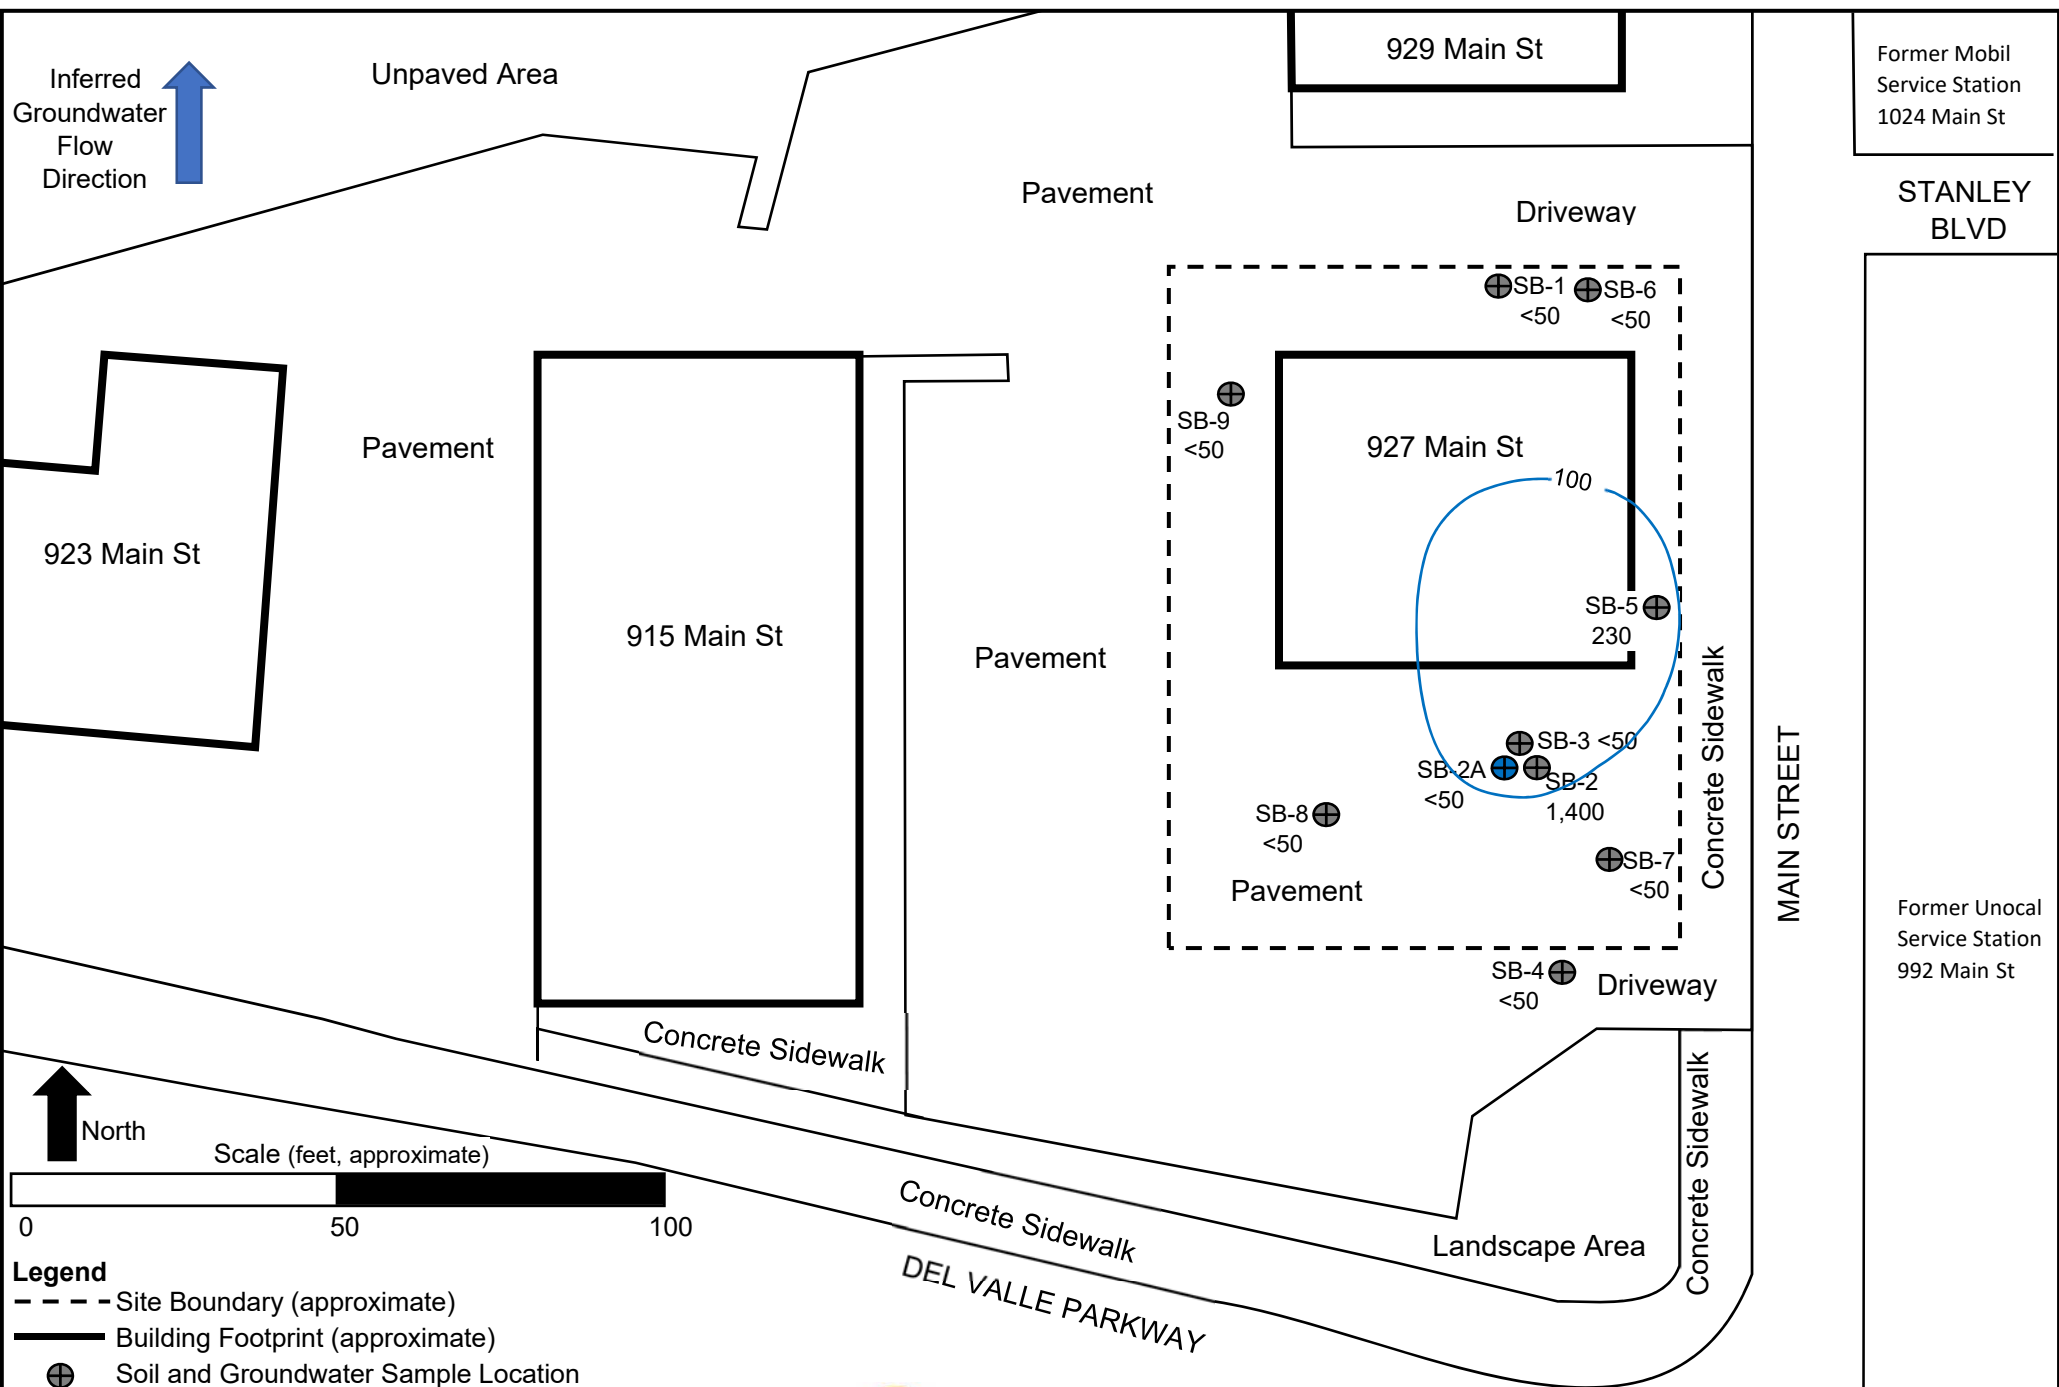 929 Main St
Former Mobil
Service Station
1024 Main St
Inferred
Groundwater
Flow
Direction
Unpaved Area
Pavement
Driveway
STANLEY
BLVD
SB-1
<50
SB-6
<50
SB-9
<50
927 Main St
100
Pavement
923 Main St
915 Main St
Pavement
SB-5
230
Concrete Sidewalk
MAIN STREET
SB-3 <50
SB-2A
<50
SB-2
1,400
SB-8
<50
SB-7
<50
Pavement
Former Unocal
Service Station
992 Main St
SB-4
<50
Driveway
Concrete Sidewalk
Concrete Sidewalk
North
Scale (feet, approximate)
0 50 100
Concrete Sidewalk
Landscape Area
DEL VALLE PARKWAY
Legend
Site Boundary (approximate)
Building Footprint (approximate)
Soil and Groundwater Sample Location